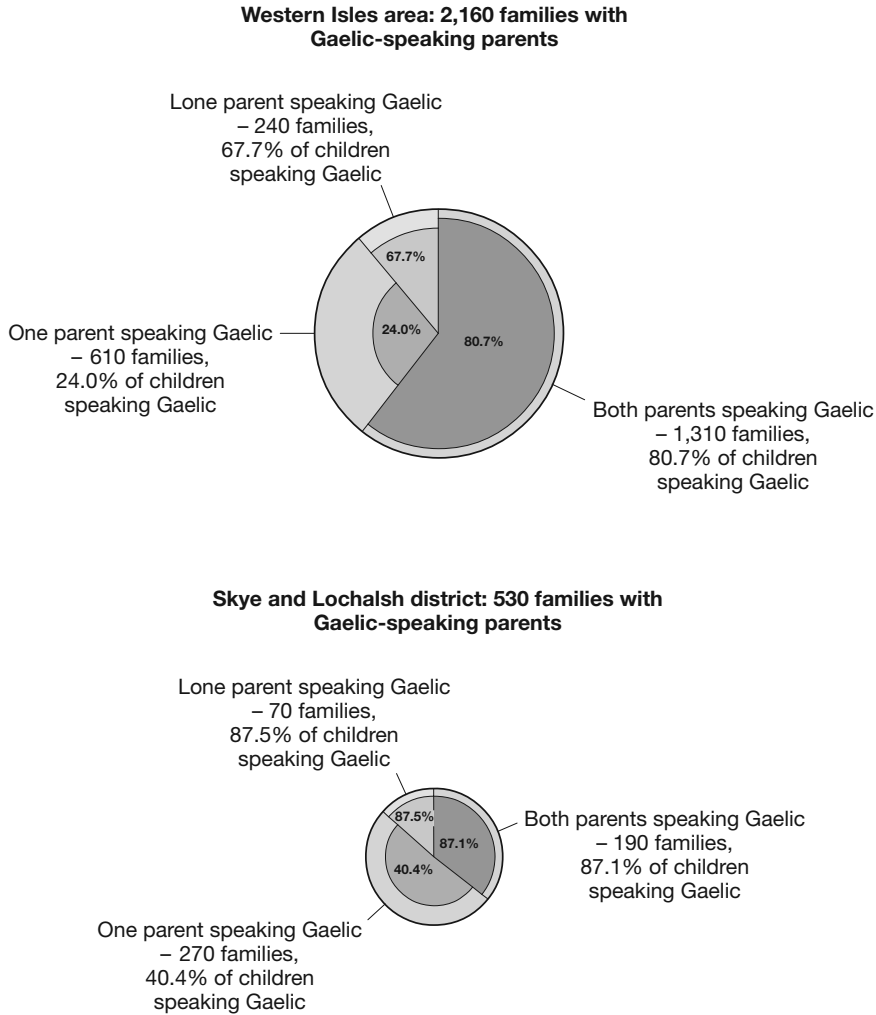 Western Isles area: 2,160 families with
Gaelic-speaking parents
Lone parent speaking Gaelic
– 240 families,
67.7% of children
speaking Gaelic
67.7%
One parent speaking Gaelic
– 610 families,
24.0% of children
speaking Gaelic
24.0%
80.7%
Both parents speaking Gaelic
– 1,310 families,
80.7% of children
speaking Gaelic
Skye and Lochalsh district: 530 families with
Gaelic-speaking parents
Lone parent speaking Gaelic
– 70 families,
87.5% of children
speaking Gaelic
87.5%
87.1%
Both parents speaking Gaelic
– 190 families,
87.1% of children
speaking Gaelic
40.4%
One parent speaking Gaelic
– 270 families,
40.4% of children
speaking Gaelic